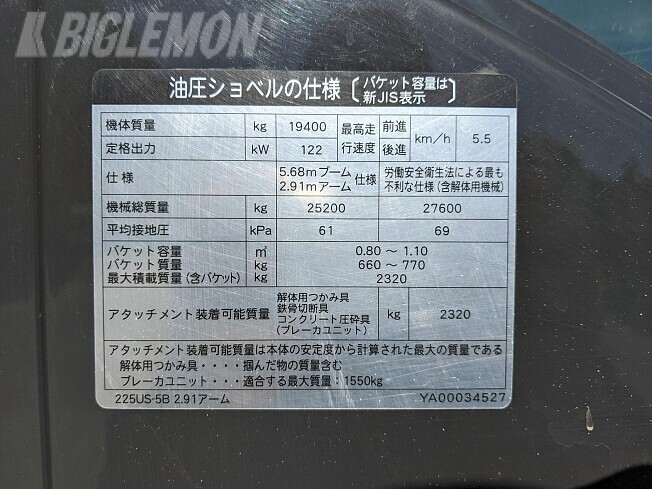 BIGLEMON
油圧ショベルの仕様〔バケット容量は 新JIS表示〕
機体質量 kg 19400 最高走行速度 前進 後進 km/h 5.5
定格出力 kW 122
仕様 5.68mブーム 2.91mアーム 仕様 労働安全衛生法による最も不利な仕様(含解体用機械)
機械総質量 kg 25200 27600
平均接地圧 kPa 61 69
バケット容量 ㎥ 0.80 ～ 1.10
バケット質量 kg 660 ～ 770
最大積載質量(含バケット) kg 2320
アタッチメント装着可能質量 解体用つかみ具 鉄骨切断具 コンクリート圧砕具 (ブレーカユニット) kg 2320
アタッチメント装着可能質量は本体の安定度から計算された最大の質量である
解体用つかみ具・・・・掴んだ物の質量含む
ブレーカユニット・・・・適合する最大質量:1550kg
225US-5B 2.91アーム YA00034527